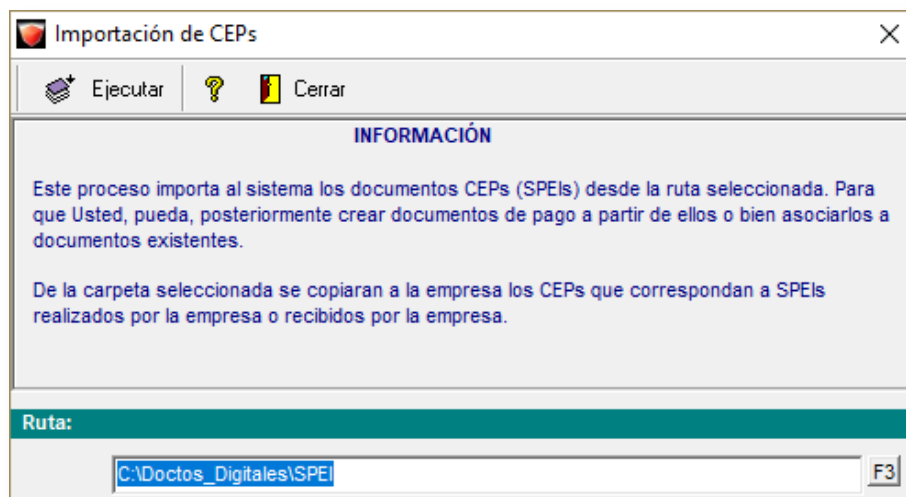 Importación de CEPs
Ejecutar
Cerrar
INFORMACIÓN
Este proceso importa al sistema los documentos CEPs (SPEIs) desde la ruta seleccionada. Para
que Usted, pueda, posteriormente crear documentos de pago a partir de ellos o bien asociarlos a
documentos existentes.
De la carpeta seleccionada se copiaran a la empresa los CEPs que correspondan a SPEIs
realizados por la empresa o recibidos por la empresa.
Ruta:
C:\Doctos_Digitales\SPEI
F3